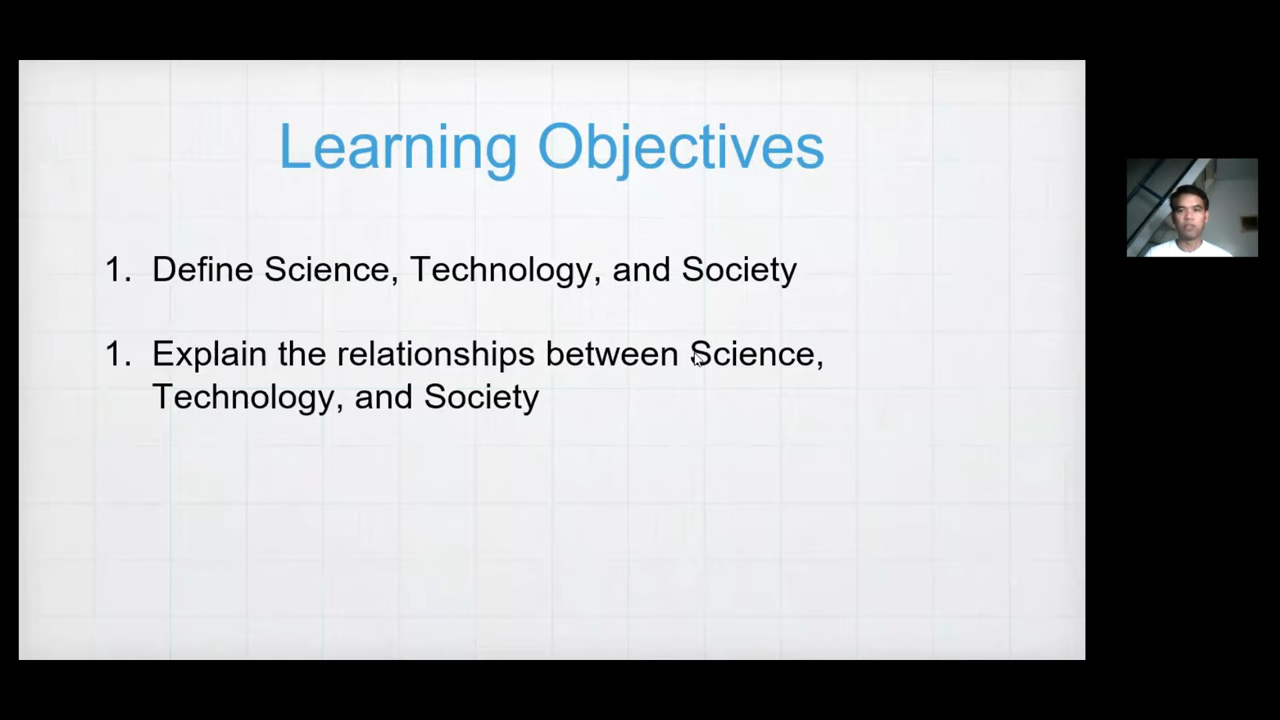 Learning Objectives
1. Define Science, Technology, and Society
1. Explain the relationships between Science,
Technology, and Society